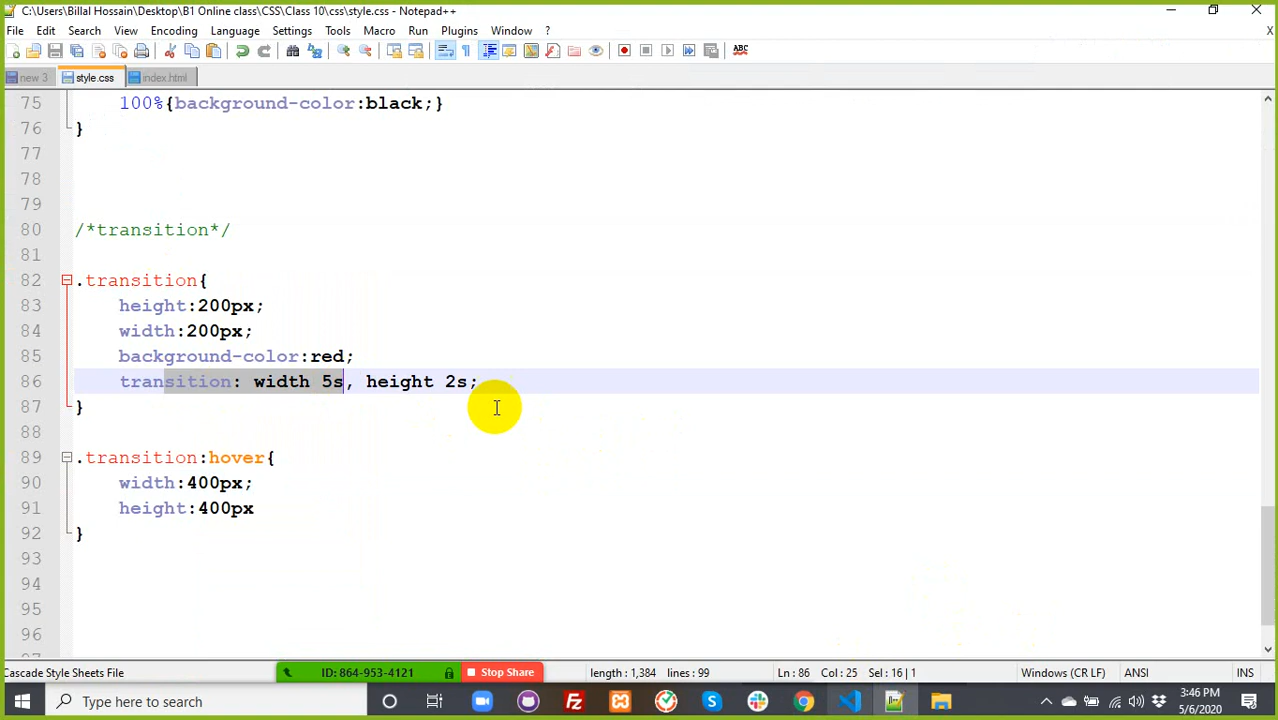 C:\Users\Billal Hossain\Desktop\B1 Online class\CSS\Class 10\css\style.css - Notepad++
File Edit Search View Encoding Language Settings Tools Macro Run Plugins Window ? X
ABC
new 3 style.css index.html
75 100%{background-color:black;}
76 }
77
78
79
80 /*transition*/
81
82 .transition{
83 height:200px;
84 width:200px;
85 background-color:red;
86 transition: width 5s, height 2s;
87 }
88
89 .transition:hover{
90 width:400px;
91 height:400px
92 }
93
94
95
96
Cascade Style Sheets File ID: 864-953-4121 Stop Share length : 1,384 lines : 99 Ln : 86 Col : 25 Sel : 16 | 1 Windows (CR LF) ANSI INS
Type here to search 3:46 PM
5/6/2020